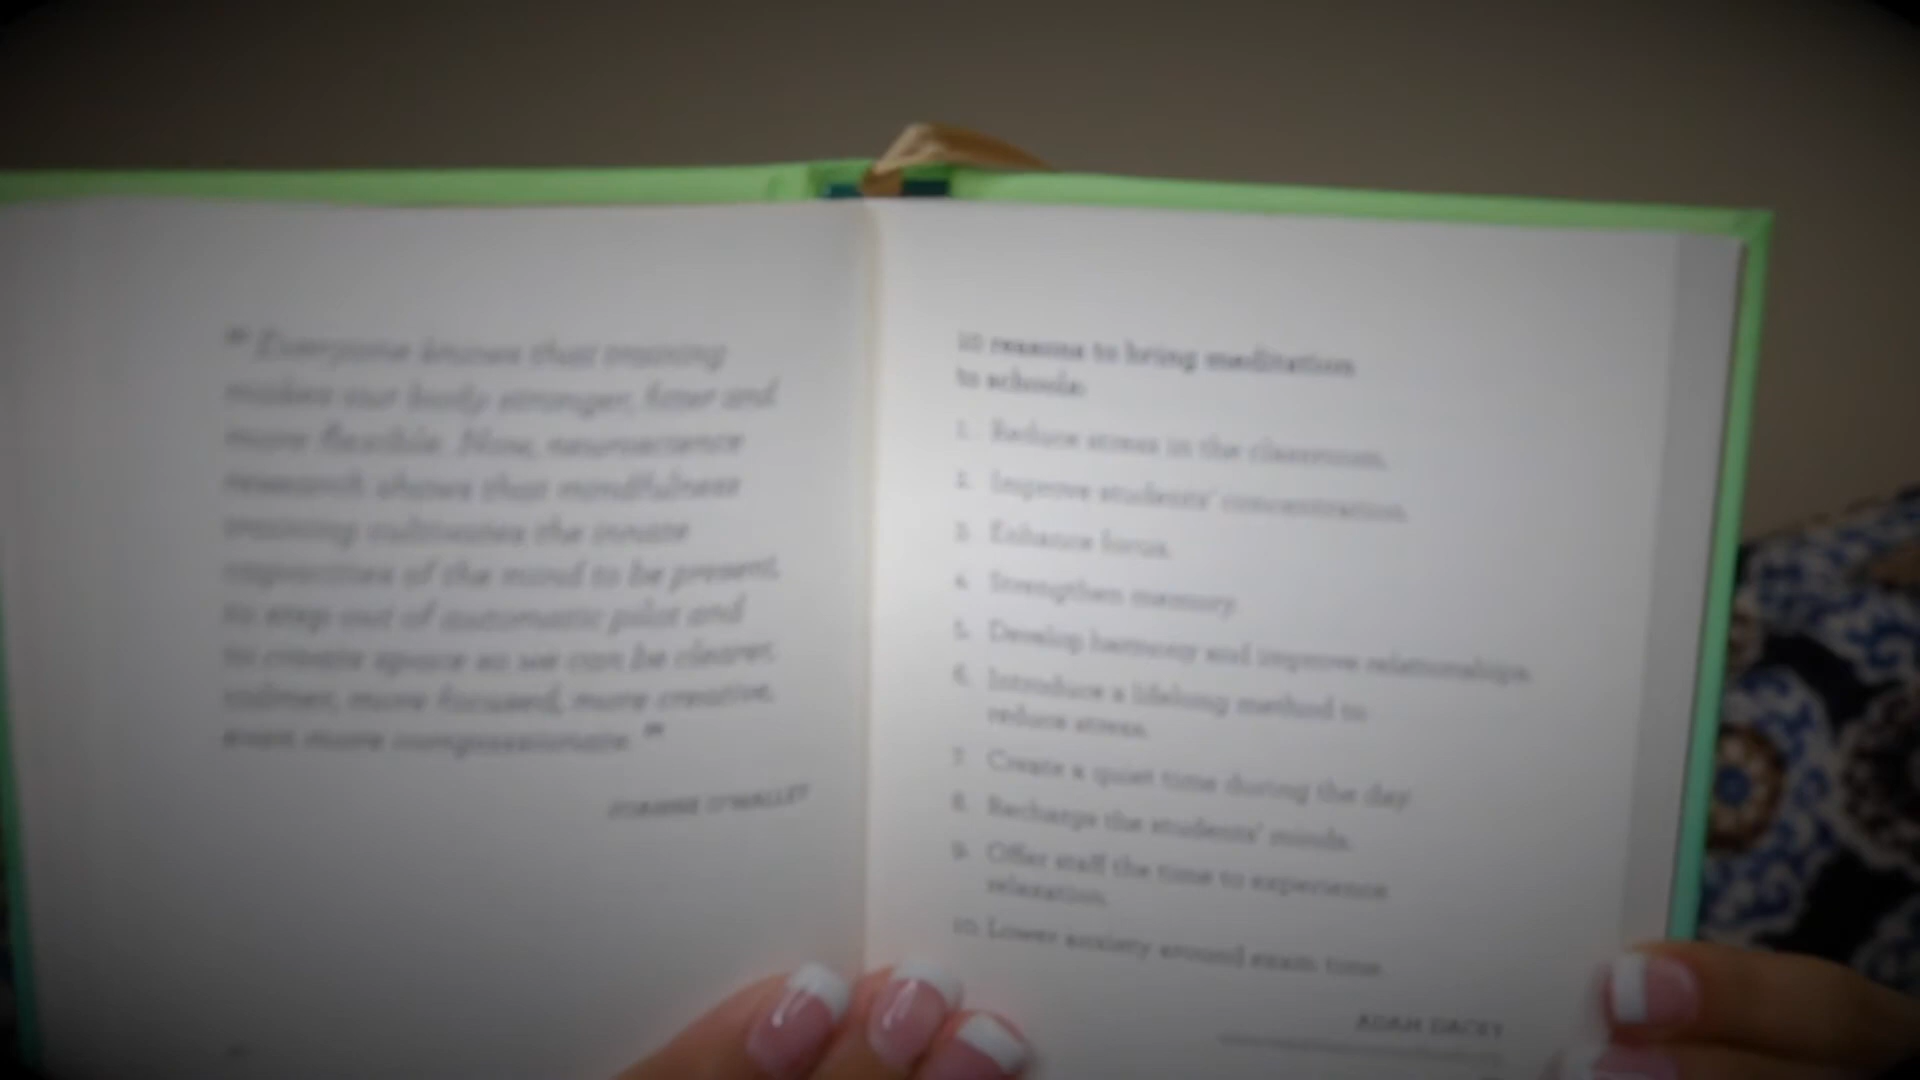 " Everyone knows that training
makes our body stronger, fitter and
more flexible. Now, neuroscience
research shows that mindfulness
training cultivates the innate
capacities of the mind to be present,
to step out of automatic pilot and
to create space so we can be clearer,
calmer, more focused, more creative,
even more compassionate. "
JOANNE O'MALLEY
10 reasons to bring meditation
to schools:
1. Reduce stress in the classroom.
2. Improve students' concentration.
3. Enhance focus.
4. Strengthen memory.
5. Develop harmony and improve relationships.
6. Introduce a lifelong method to
reduce stress.
7. Create a quiet time during the day
8. Recharge the students' minds.
9. Offer staff the time to experience
relaxation.
10. Lower anxiety around exam time.
ADAM DACEY